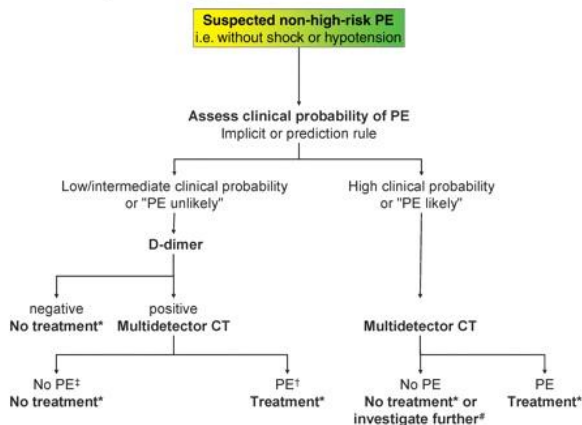 Suspected non-high-risk PE
i.e. without shock or hypotension
Assess clinical probability of PE
Implicit or prediction rule
Low/intermediate clinical probability
or "PE unlikely"
High clinical probability
or "PE likely"
D-dimer
negative
No treatment*
positive
Multidetector CT
Multidetector CT
No PE‡
No treatment*
PE†
Treatment*
No PE
No treatment* or
investigate further#
PE
Treatment*